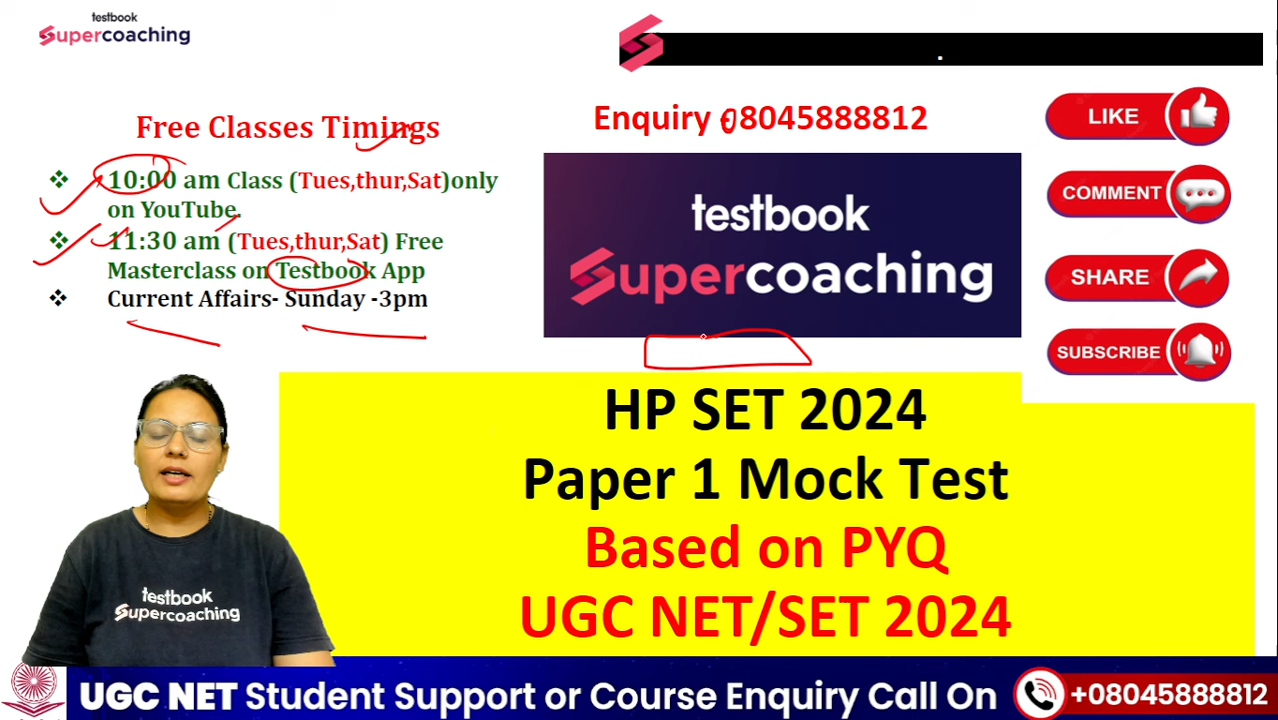 testbook
Supercoaching
Free Classes Timings
10:00 am Class (Tues,thur,Sat)only
on YouTube.
11:30 am (Tues,thur,Sat) Free
Masterclass on Testbook App
Current Affairs- Sunday -3pm
Enquiry 08045888812
testbook
Supercoaching
LIKE
COMMENT
SHARE
SUBSCRIBE
HP SET 2024
Paper 1 Mock Test
Based on PYQ
UGC NET/SET 2024
testbook
Supercoaching
UGC NET Student Support or Course Enquiry Call On +08045888812